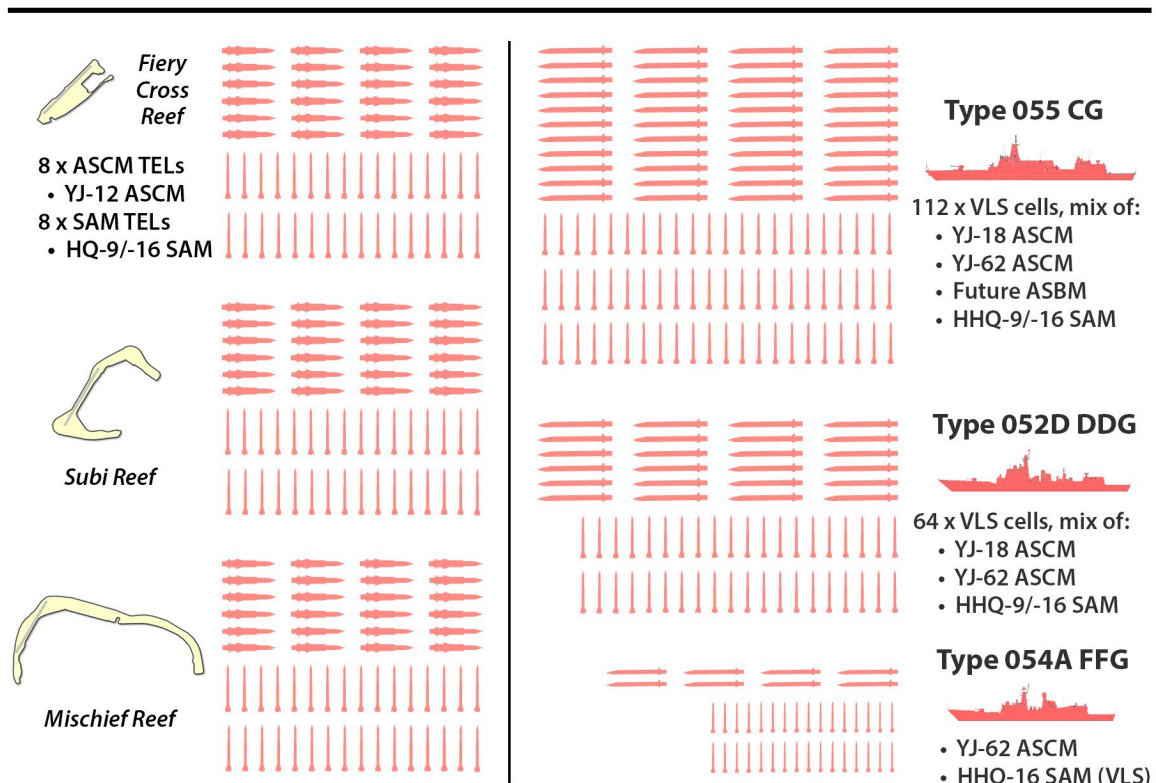 Fiery
Cross
Reef
8 x ASCM TELs
• YJ-12 ASCM
8 x SAM TELs
• HQ-9/-16 SAM
Subi Reef
Mischief Reef
Type 055 CG
112 x VLS cells, mix of:
• YJ-18 ASCM
• YJ-62 ASCM
• Future ASBM
• HHQ-9/-16 SAM
Type 052D DDG
64 x VLS cells, mix of:
• YJ-18 ASCM
• YJ-62 ASCM
• HHQ-9/-16 SAM
Type 054A FFG
• YJ-62 ASCM
• HHQ-16 SAM (VLS)